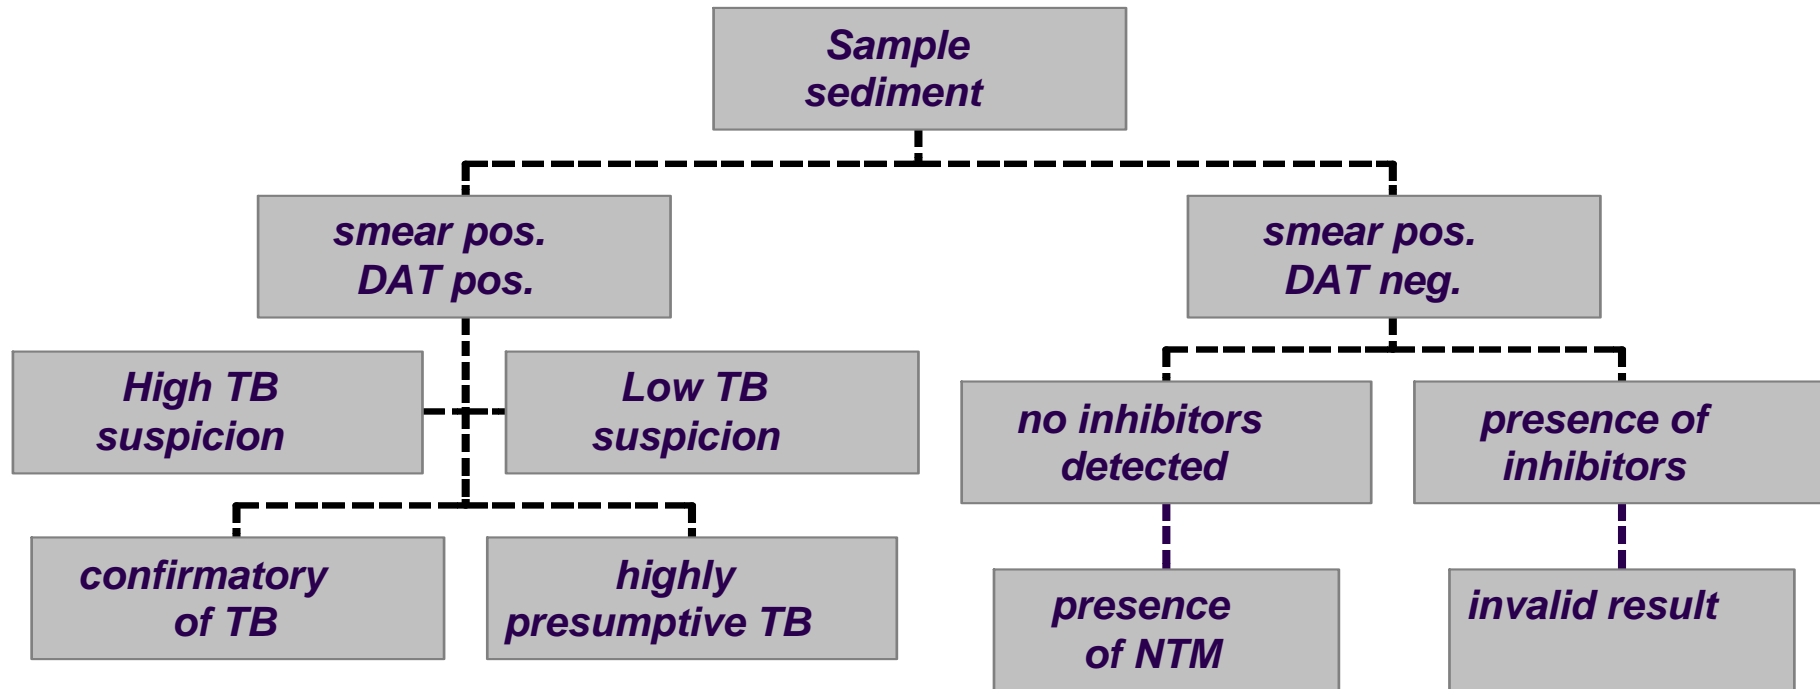 Sample
sediment
smear pos.
DAT pos.
smear pos.
DAT neg.
High TB
suspicion
Low TB
suspicion
no inhibitors
detected
presence of
inhibitors
confirmatory
of TB
highly
presumptive TB
presence
of NTM
invalid result